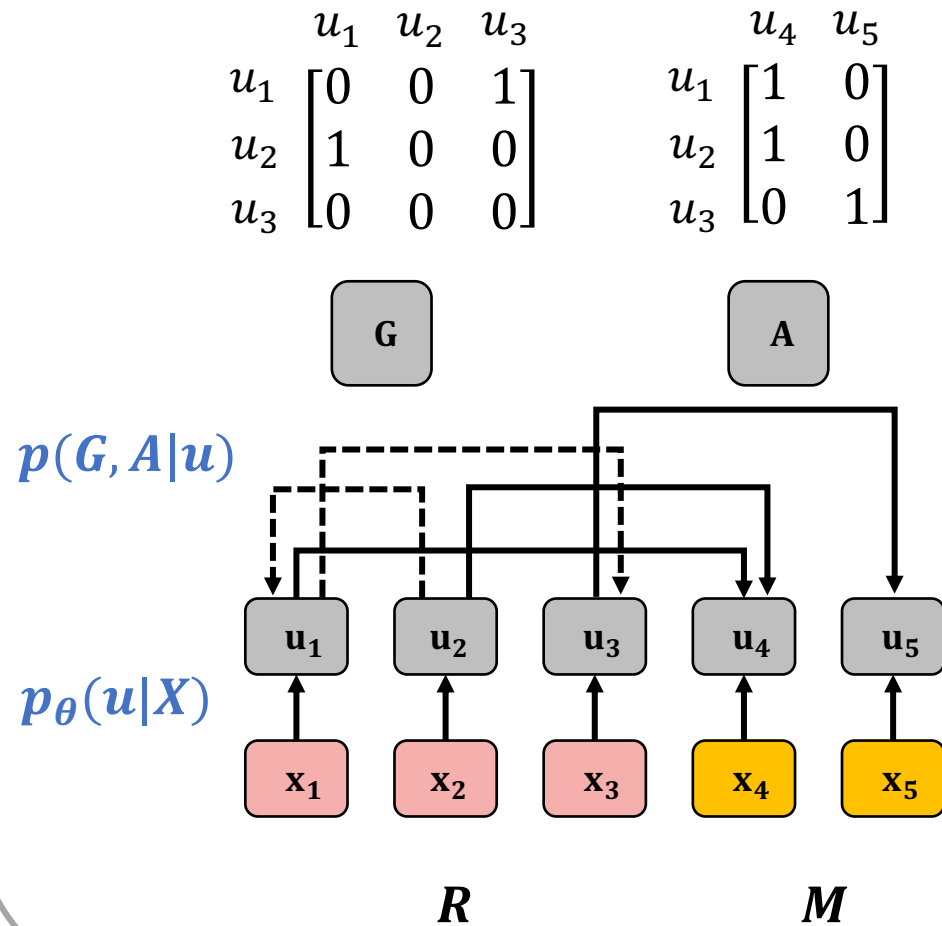 u₁ u₂ u₃
u₁ [0 0 1]
u₂ [1 0 0]
u₃ [0 0 0]
u₄ u₅
u₁ [1 0]
u₂ [1 0]
u₃ [0 1]
G A
p(G, A|u)
u₁ u₂ u₃ u₄ u₅
p_θ(u|X)
x₁ x₂ x₃ x₄ x₅
R M